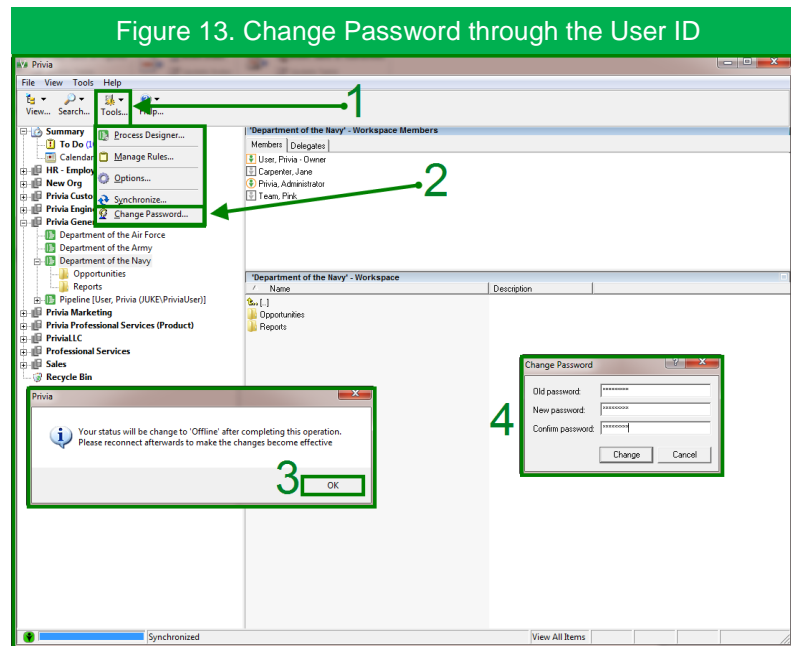 Figure 13. Change Password through the User ID
Privia
File View Tools Help
View... Search... Tools... Help...
1
Process Designer...
Manage Rules...
Options...
Synchronize...
Change Password...
2
Summary
To Do
Calendar
HR - Employ
New Org
Privia Custo
Privia Engin
Privia Gener
Department of the Air Force
Department of the Army
Department of the Navy
Opportunities
Reports
Pipeline [User, Privia (JUKE\PriviaUser)]
Privia Marketing
Privia Professional Services (Product)
PriviaLLC
Professional Services
Sales
Recycle Bin
'Department of the Navy' - Workspace Members
Members Delegates
User, Privia - Owner
Carpenter, Jane
Privia, Administrator
Team, Pink
'Department of the Navy' - Workspace
/ Name Description
[..]
Opportunities
Reports
Privia
Your status will be change to 'Offline' after completing this operation.
Please reconnect afterwards to make the changes become effective
3
OK
4
Change Password
Old password:
New password:
Confirm password:
Change Cancel
Synchronized View All Items